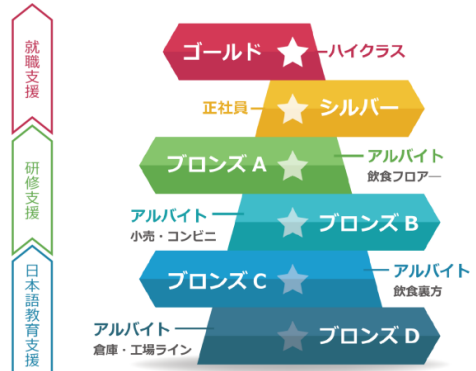 就職支援
ゴールド
ハイクラス
正社員
シルバー
研修支援
ブロンズA
アルバイト
飲食フロアー
アルバイト
小売・コンビニ
ブロンズB
日本語教育支援
ブロンズC
アルバイト
飲食裏方
アルバイト
倉庫・工場ライン
ブロンズD